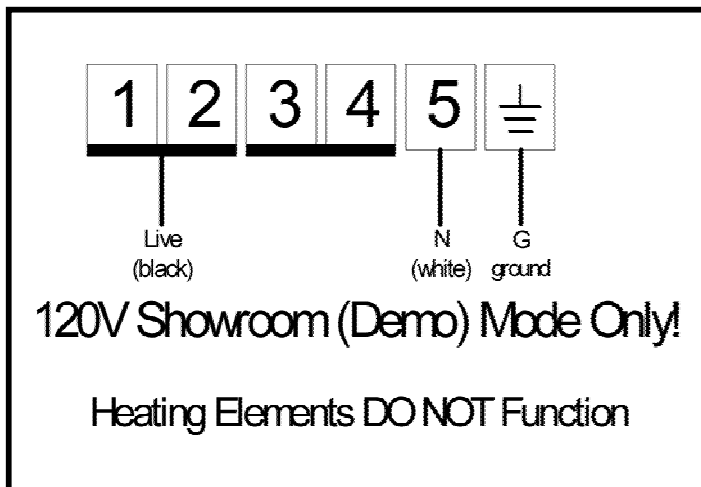 1 2 3 4 5
Live N G
(black) (white) ground
120V Showroom (Demo) Mode Only!
Heating Elements DO NOT Function